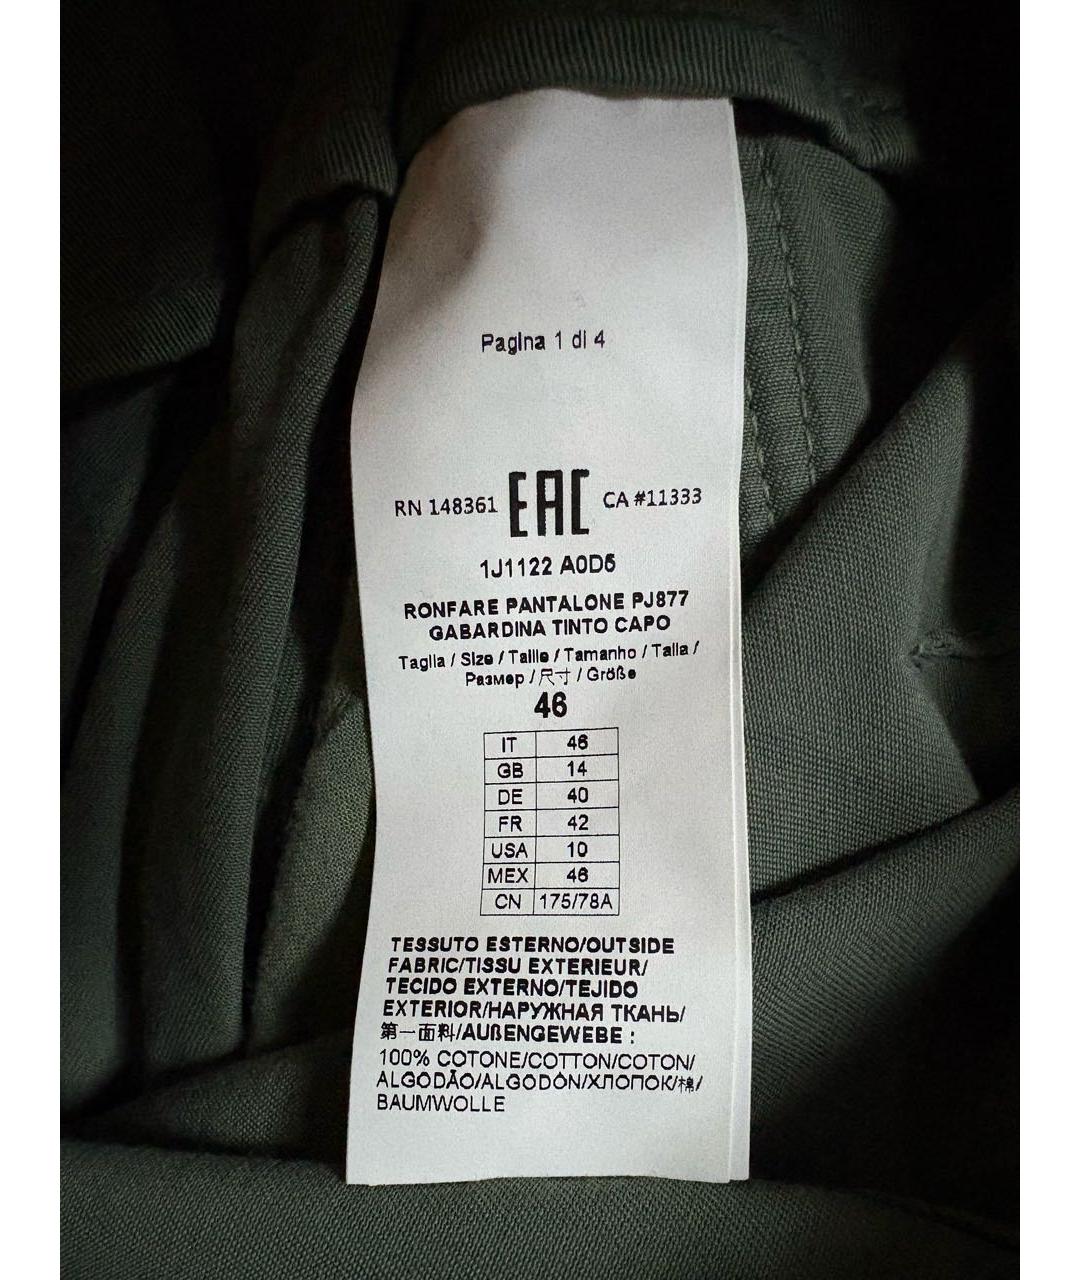 Pagina 1 di 4
RN 148361 EAC CA #11333
1J1122 A0D5
RONFARE PANTALONE PJ877
GABARDINA TINTO CAPO
Taglia / Size / Taille / Tamanho / Talla /
Размер / 尺寸 / Größe
46
IT 46
GB 14
DE 40
FR 42
USA 10
MEX 46
CN 175/78A
TESSUTO ESTERNO/OUTSIDE
FABRIC/TISSU EXTERIEUR/
TECIDO EXTERNO/TEJIDO
EXTERIOR/НАРУЖНАЯ ТКАНЬ/
第一面料/AUßENGEWEBE :
100% COTONE/COTTON/COTON/
ALGODÃO/ALGODÓN/ХЛОПОК/棉/
BAUMWOLLE